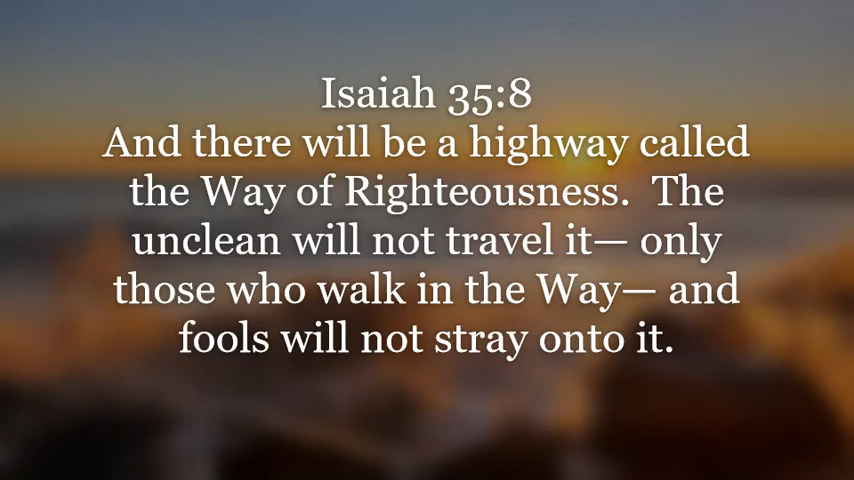 Isaiah 35:8
And there will be a highway called
the Way of Righteousness.  The
unclean will not travel it— only
those who walk in the Way— and
fools will not stray onto it.